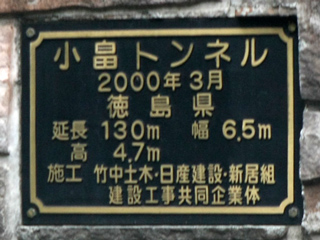 小畠トンネル
2000年3月
徳島県
延長 130m 幅 6.5m
高 4.7m
施工 竹中土木・日産建設・新居組
建設工事共同企業体